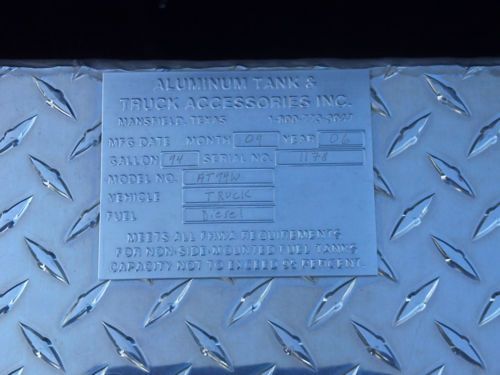 ALUMINUM TANK &
TRUCK ACCESSORIES INC.
MANSFIELD, TEXAS
MFG DATE MONTH 09 YEAR 06
GALLON 94 SERIAL NO. 1178
MODEL NO. AT94W
VEHICLE TRUCK
FUEL Diesel
MEETS ALL FHWA REQUIREMENTS
FOR NON-SIDE-MOUNTED FUEL TANKS
CAPACITY NOT TO EXCEED 95 PERCENT.